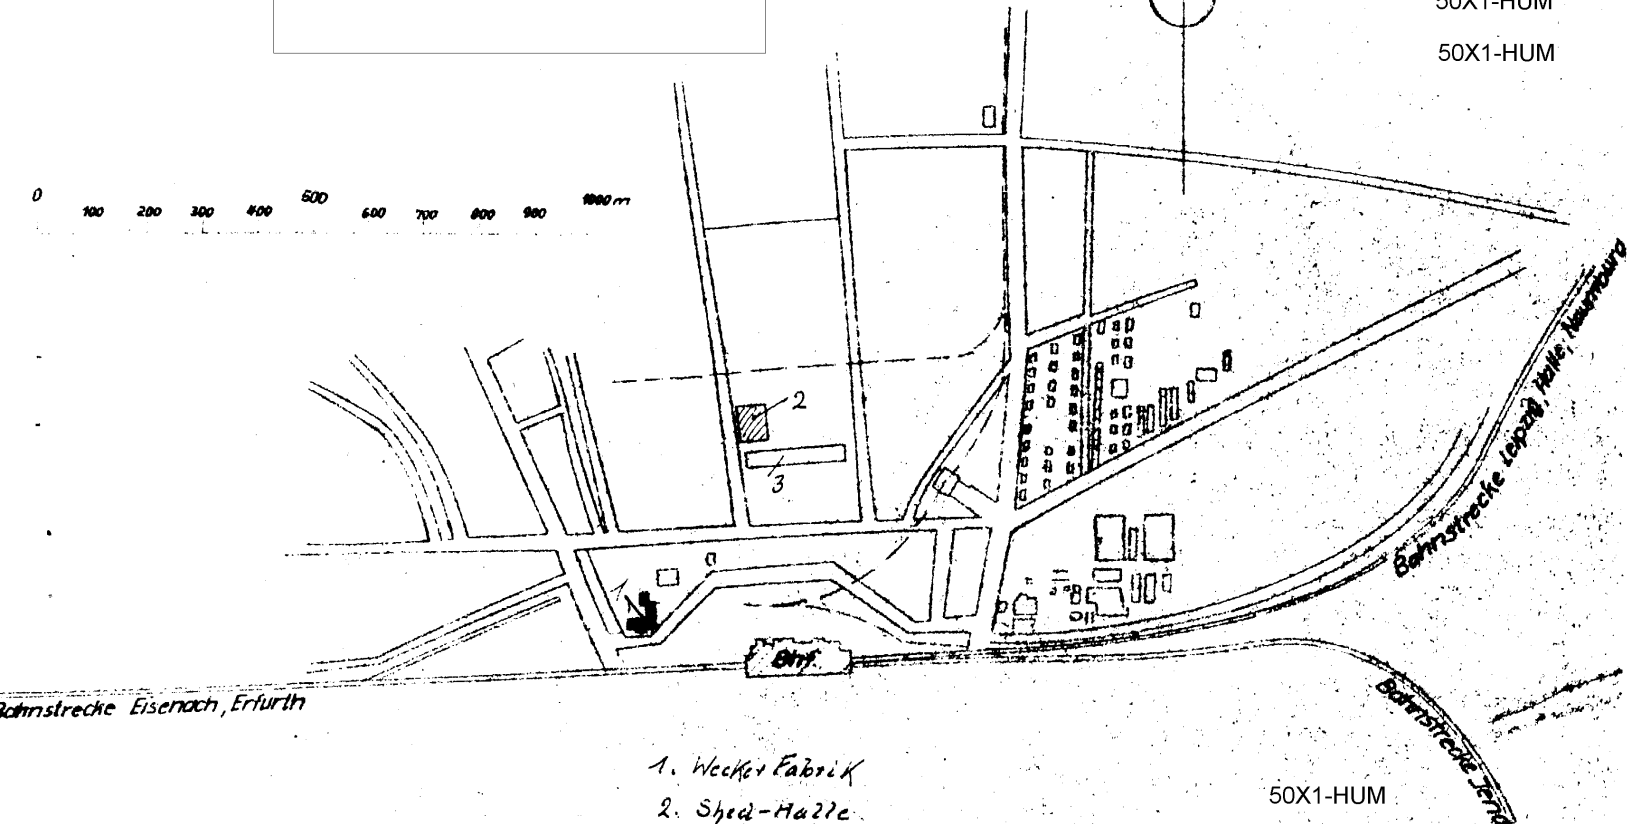 50X1-HUM
50X1-HUM
0 100 200 300 400 500 600 700 800 900 1000 m
2
3
1
Bhf.
Bahnstrecke Leipzig, Halle, Naumburg
Bahnstrecke Eisenach, Erfurth
Bahnstrecke Jena
1. Wecker Fabrik
2. Shed-Halle
50X1-HUM